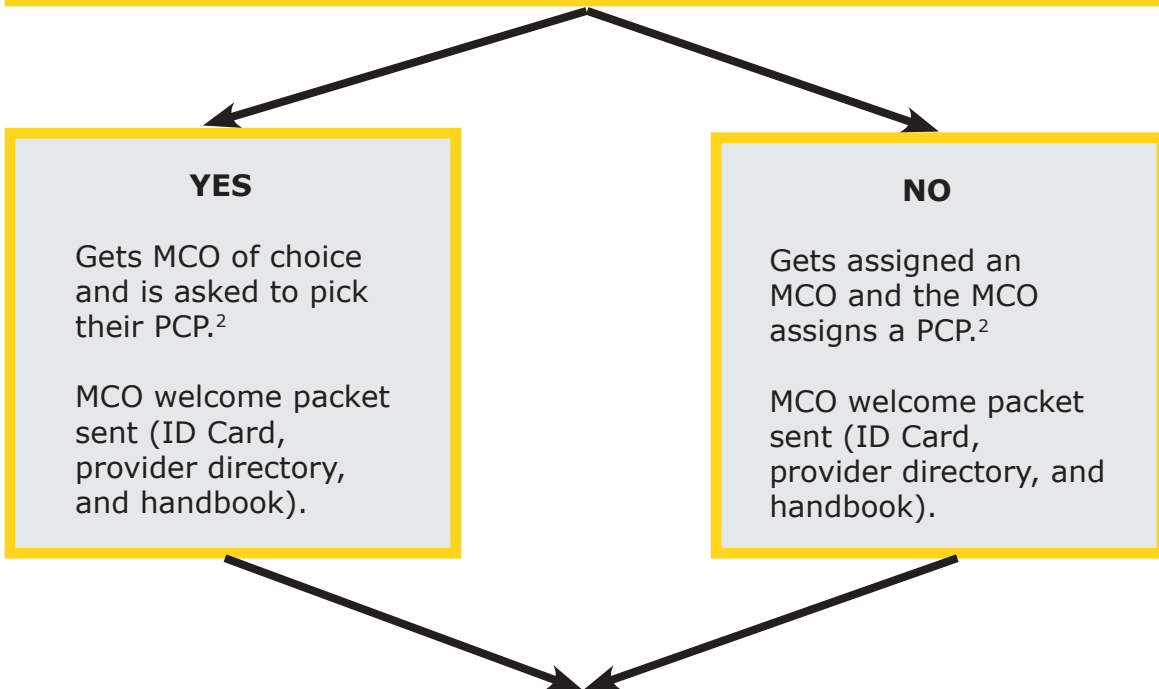 YES
Gets MCO of choice
and is asked to pick
their PCP.²
MCO welcome packet
sent (ID Card,
provider directory,
and handbook).
NO
Gets assigned an
MCO and the MCO
assigns a PCP.²
MCO welcome packet
sent (ID Card,
provider directory, and
handbook).